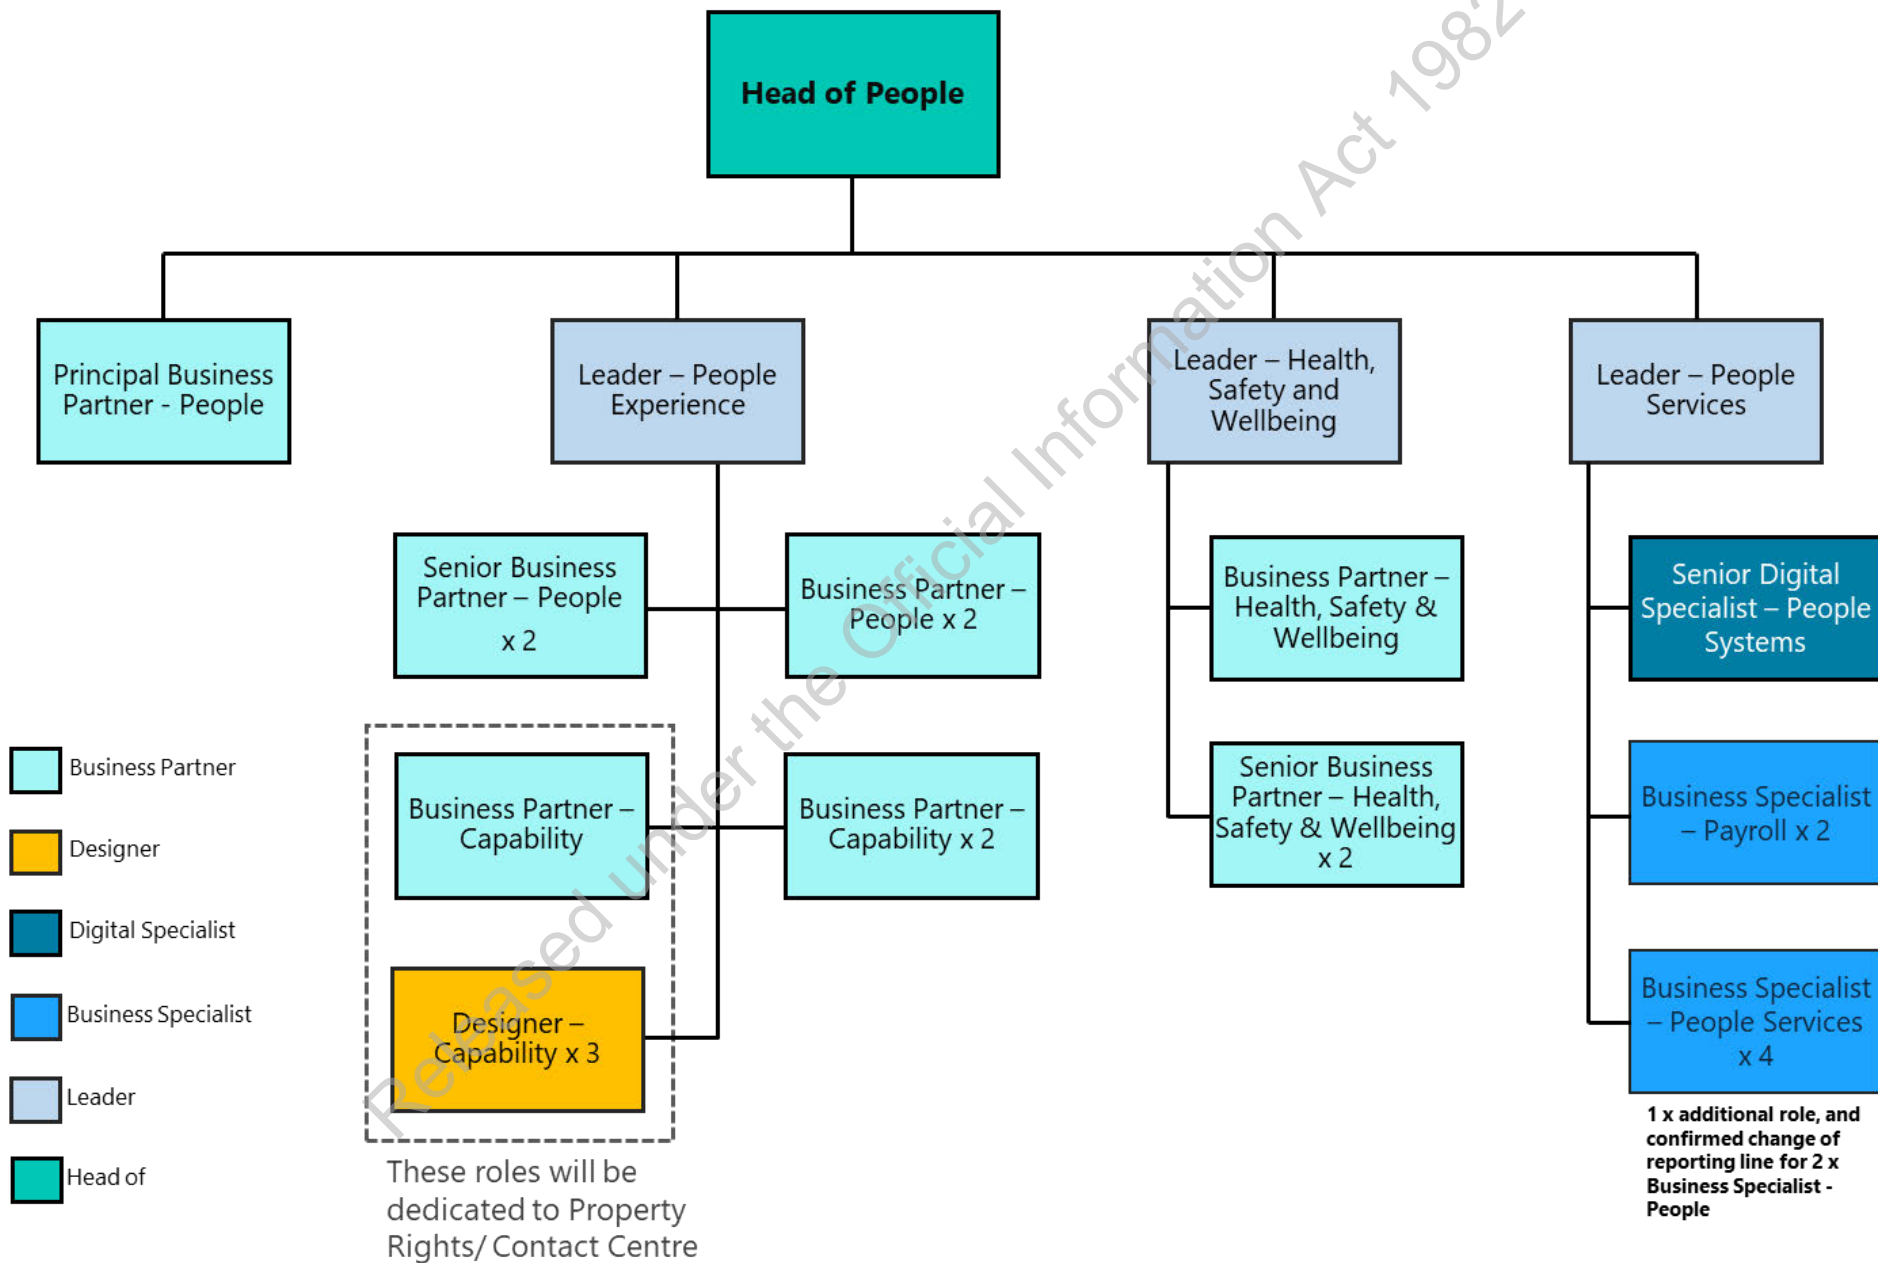 Head of People
Principal Business
Partner - People
Leader – People
Experience
Leader – Health,
Safety and
Wellbeing
Leader – People
Services
Senior Business
Partner – People
x 2
Business Partner –
People x 2
Business Partner –
Health, Safety &
Wellbeing
Senior Digital
Specialist – People
Systems
Business Partner –
Capability
Business Partner –
Capability x 2
Senior Business
Partner – Health,
Safety & Wellbeing
x 2
Business Specialist
– Payroll x 2
Designer –
Capability x 3
Business Specialist
– People Services
x 4
1 x additional role, and
confirmed change of
reporting line for 2 x
Business Specialist -
People
These roles will be
dedicated to Property
Rights/ Contact Centre
Business Partner
Designer
Digital Specialist
Business Specialist
Leader
Head of
Released under the Official Information Act 1982